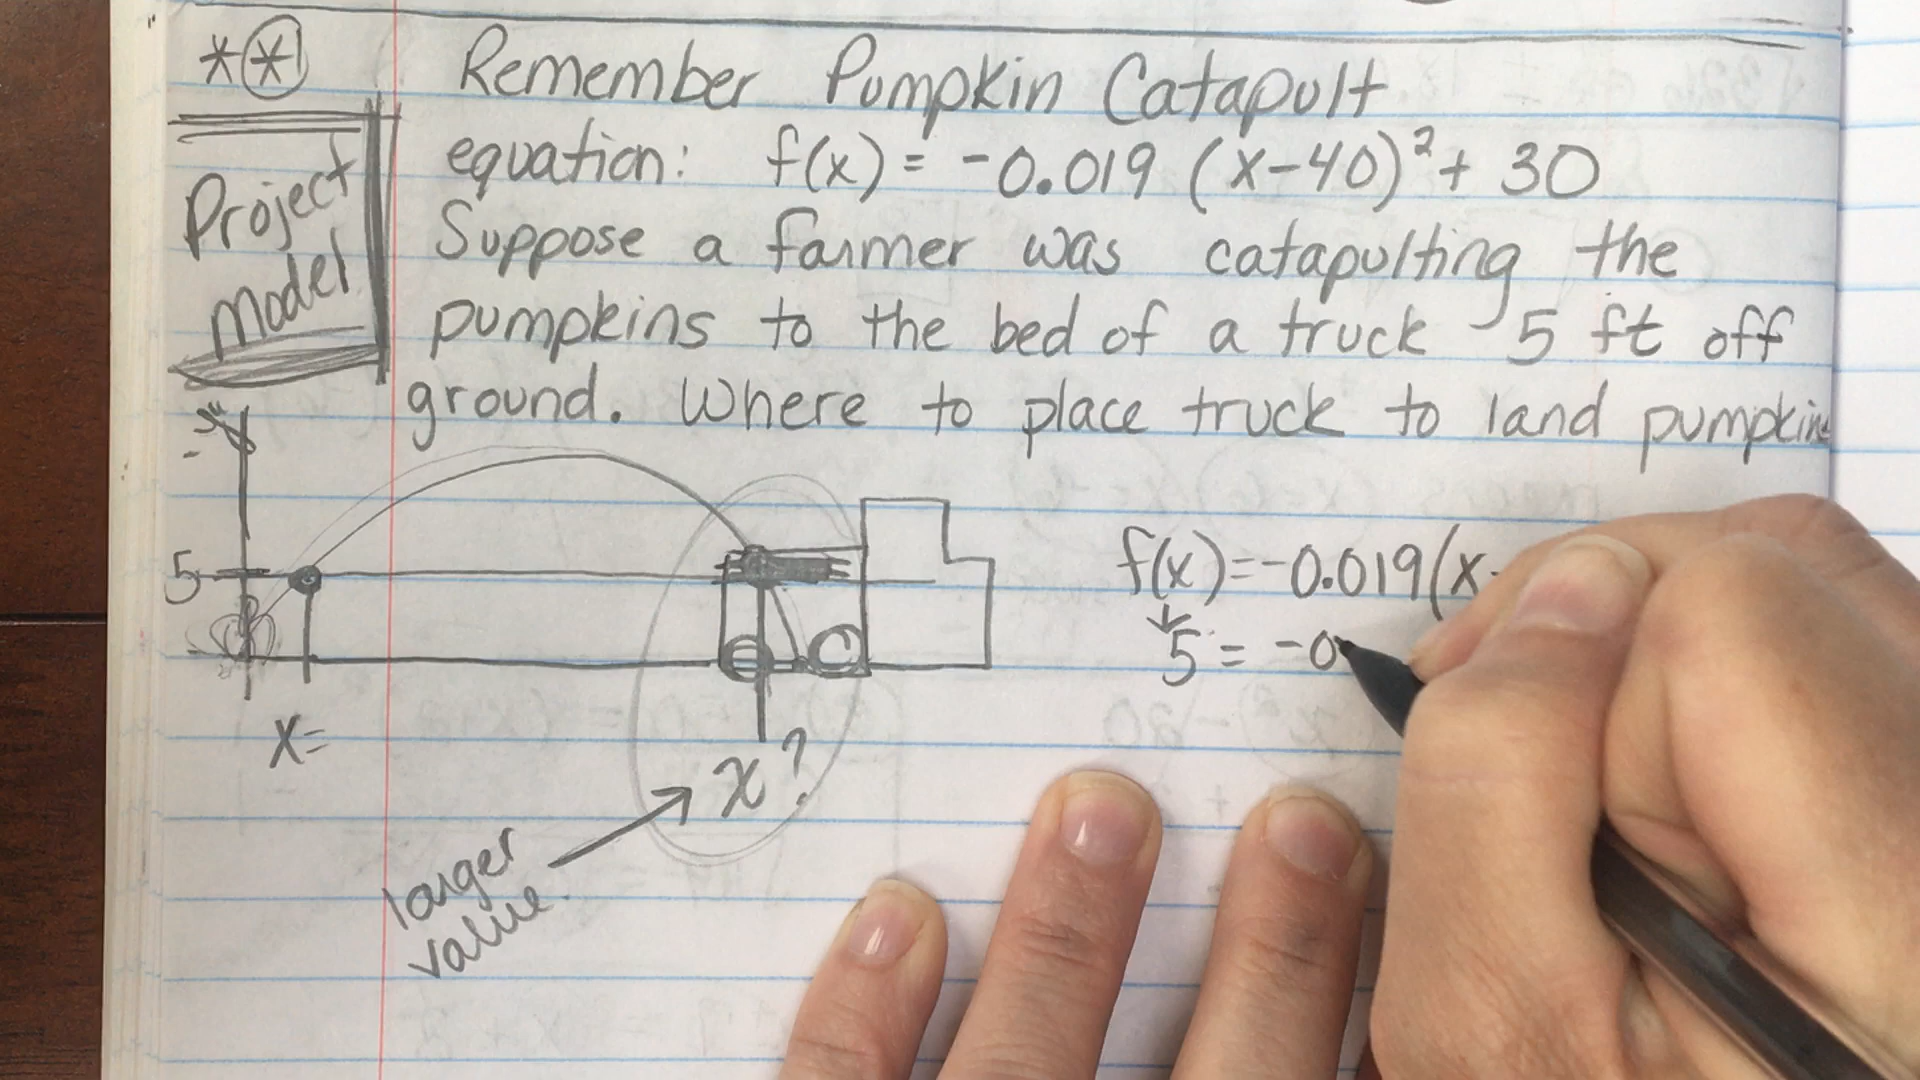 **
Project
Model
Remember Pumpkin Catapult
equation: f(x) = -0.019 (x-40)² + 30
Suppose a farmer was catapulting the
pumpkins to the bed of a truck 5 ft off
ground. Where to place truck to land pumpkins
5
x=
x?
larger
value.
f(x)=-0.019(x-
5 = -0